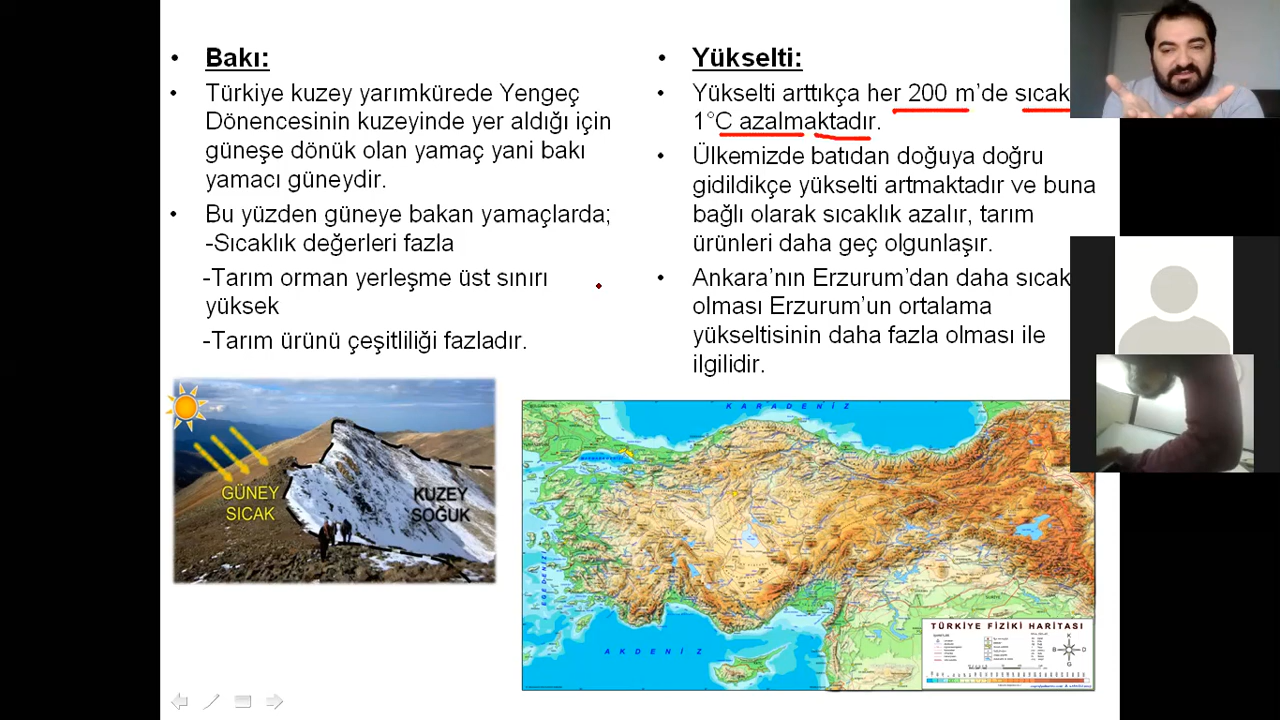 Bakı:
Türkiye kuzey yarımkürede Yengeç
Dönencesinin kuzeyinde yer aldığı için
güneşe dönük olan yamaç yani bakı
yamacı güneydir.
Bu yüzden güneye bakan yamaçlarda;
-Sıcaklık değerleri fazla
-Tarım orman yerleşme üst sınırı
yüksek
-Tarım ürünü çeşitliliği fazladır.
GÜNEY
SICAK
KUZEY
SOĞUK
Yükselti:
Yükselti arttıkça her 200 m’de sıcak
1°C azalmaktadır.
Ülkemizde batıdan doğuya doğru
gidildikçe yükselti artmaktadır ve buna
bağlı olarak sıcaklık azalır, tarım
ürünleri daha geç olgunlaşır.
Ankara’nın Erzurum’dan daha sıcak
olması Erzurum’un ortalama
yükseltisinin daha fazla olması ile
ilgilidir.
KARADENİZ
EGE DENİZİ
AKDENİZ
TÜRKİYE FİZİKİ HARİTASI
K
B D
G